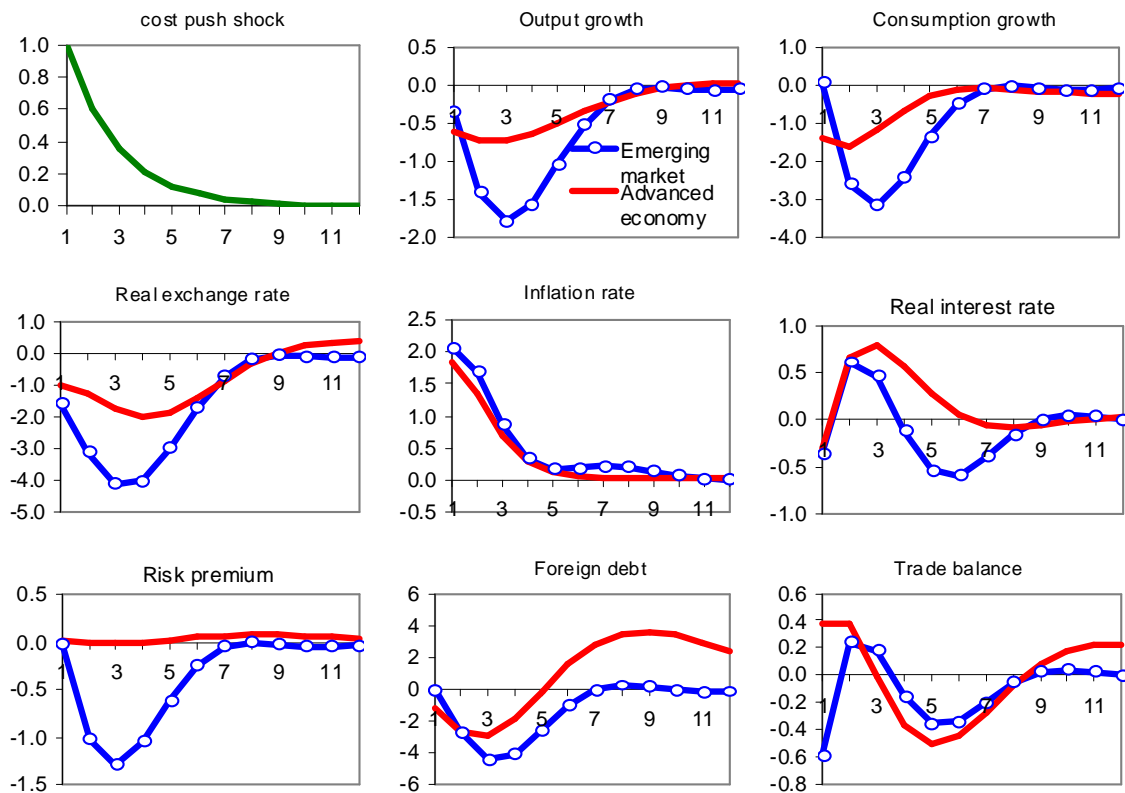 cost push shock
1.0
0.8
0.6
0.4
0.2
0.0
1 3 5 7 9 11
Output growth
0.5
0.0
-0.5
-1.0
-1.5
-2.0
1 3 5 7 9 11
Emerging
market
Advanced
economy
Consumption growth
1.0
0.0
-1.0
-2.0
-3.0
-4.0
1 3 5 7 9 11
Real exchange rate
1.0
0.0
-1.0
-2.0
-3.0
-4.0
-5.0
1 3 5 7 9 11
Inflation rate
2.5
2.0
1.5
1.0
0.5
0.0
-0.5
1 3 5 7 9 11
Real interest rate
1.0
0.5
0.0
-0.5
-1.0
1 3 5 7 9 11
Risk premium
0.5
0.0
-0.5
-1.0
-1.5
1 3 5 7 9 11
Foreign debt
6
4
2
0
-2
-4
-6
1 3 5 7 9 11
Trade balance
0.6
0.4
0.2
0.0
-0.2
-0.4
-0.6
-0.8
1 3 5 7 9 11